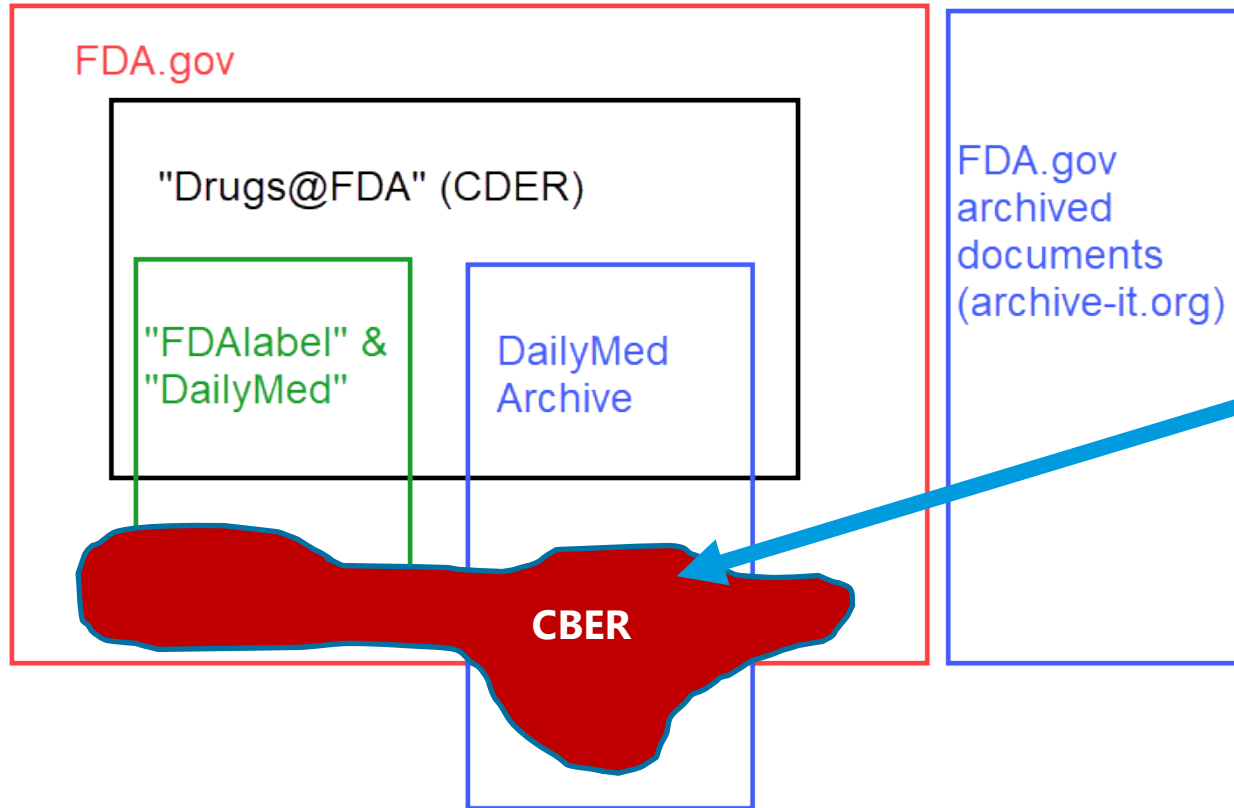 FDA.gov
"Drugs@FDA" (CDER)
"FDAlabel" &
"DailyMed"
DailyMed
Archive
CBER
FDA.gov
archived
documents
(archive-it.org)